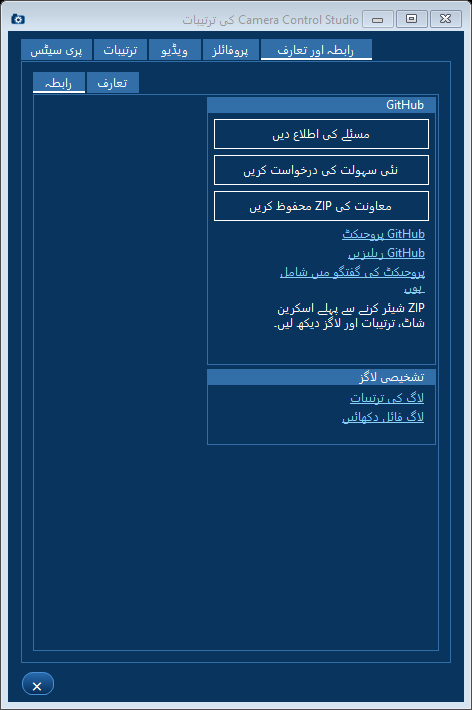 Camera Control Studio کی ترتیبات
رابطہ اور تعارف
پروفائلز
ویڈیو
ترتیبات
پری سیٹس
تعارف
رابطہ
GitHub
مسئلے کی اطلاع دیں
نئی سہولت کی درخواست کریں
معاونت کی ZIP محفوظ کریں
GitHub پروجیکٹ
GitHub ریلیزیں
پروجیکٹ کی گفتگو میں شامل
ہوں
ZIP شیئر کرنے سے پہلے اسکرین
شاٹ، ترتیبات اور لاگز دیکھ لیں۔
تشخیصی لاگز
لاگ کی ترتیبات
لاگ فائل دکھائیں